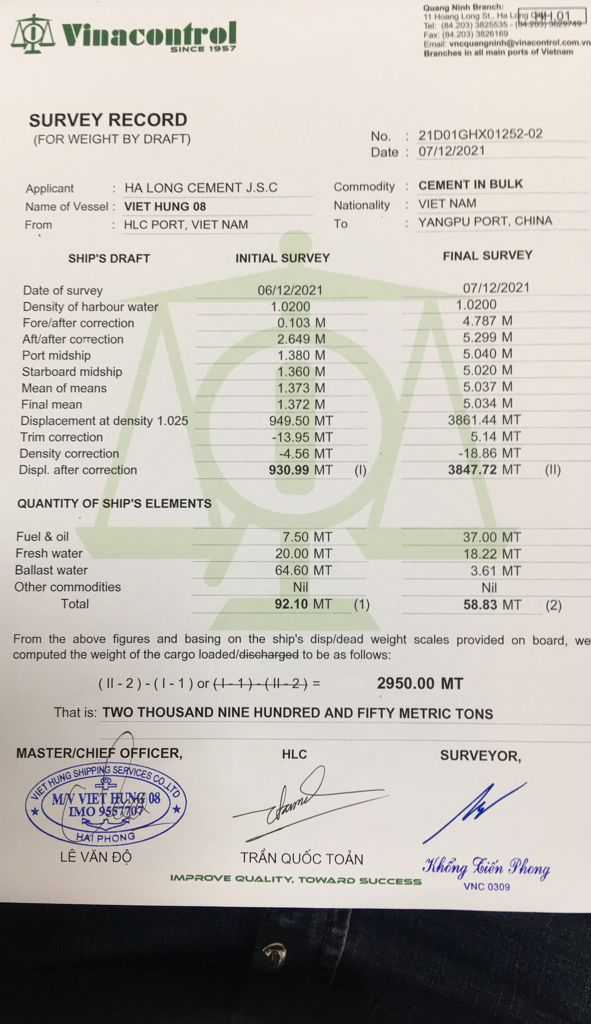 Vinacontrol
SINCE 1957
Quang Ninh Branch:
11 Hoang Long St., Ha Long
MH.01
Tel: (84.203) 3825535 - (84.203) 3829749
Fax: (84.203) 3826169
Email: vncquangninh@vinacontrol.com.vn
Branches in all main ports of Vietnam
SURVEY RECORD
(FOR WEIGHT BY DRAFT)
No. : 21D01GHX01252-02
Date : 07/12/2021
Applicant : HA LONG CEMENT J.S.C Commodity : CEMENT IN BULK
Name of Vessel : VIET HUNG 08 Nationality : VIET NAM
From : HLC PORT, VIET NAM To : YANGPU PORT, CHINA
SHIP'S DRAFT INITIAL SURVEY FINAL SURVEY
Date of survey 06/12/2021 07/12/2021
Density of harbour water 1.0200 1.0200
Fore/after correction 0.103 M 4.787 M
Aft/after correction 2.649 M 5.299 M
Port midship 1.380 M 5.040 M
Starboard midship 1.360 M 5.020 M
Mean of means 1.373 M 5.037 M
Final mean 1.372 M 5.034 M
Displacement at density 1.025 949.50 MT 3861.44 MT
Trim correction -13.95 MT 5.14 MT
Density correction -4.56 MT -18.86 MT
Displ. after correction 930.99 MT (I) 3847.72 MT (II)
QUANTITY OF SHIP'S ELEMENTS
Fuel & oil 7.50 MT 37.00 MT
Fresh water 20.00 MT 18.22 MT
Ballast water 64.60 MT 3.61 MT
Other commodities Nil Nil
Total 92.10 MT (1) 58.83 MT (2)
From the above figures and basing on the ship's disp/dead weight scales provided on board, we
computed the weight of the cargo loaded/discharged to be as follows:
( II - 2 ) - ( I - 1 ) or ( I - 1 ) - ( II - 2 ) = 2950.00 MT
That is: TWO THOUSAND NINE HUNDRED AND FIFTY METRIC TONS
MASTER/CHIEF OFFICER, HLC SURVEYOR,
VIET HUNG SHIPPING SERVICES CO.,LTD
M/V VIET HUNG 08
IMO 9557707
HAI PHONG
LÊ VĂN ĐỘ TRẦN QUỐC TOẢN Khổng Tiến Phong
VNC 0309
IMPROVE QUALITY, TOWARD SUCCESS